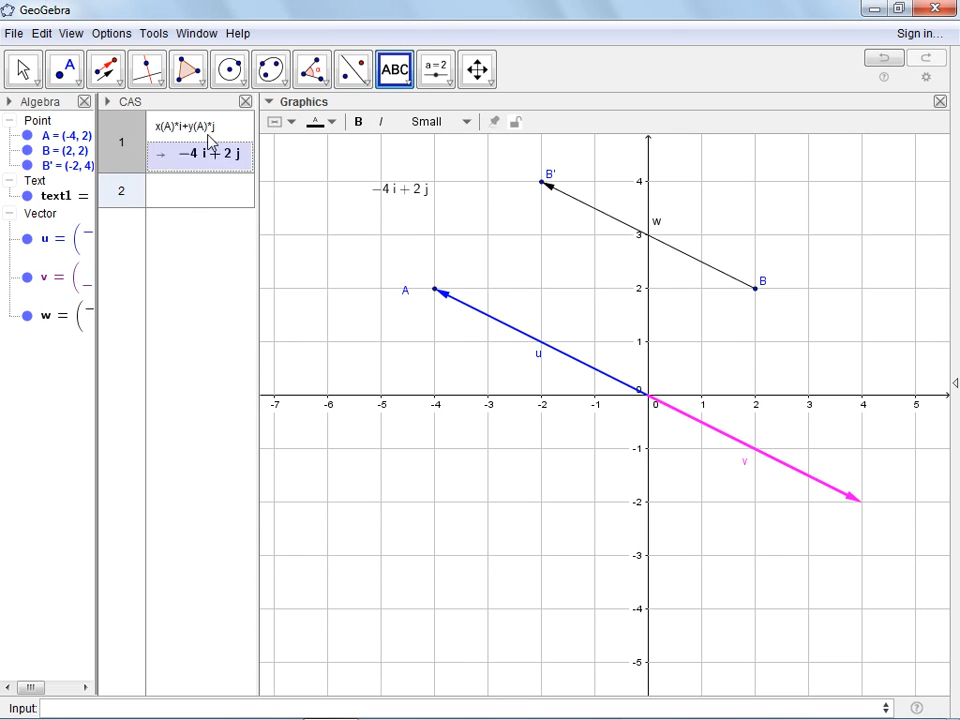 GeoGebra
File Edit View Options Tools Window Help Sign in...
A ABC a = 2
Algebra CAS Graphics
B I Small
Point
A = (-4, 2)
B = (2, 2)
B' = (-2, 4)
Text
text1 =
Vector
u =
v =
w =
1 x(A)*i+y(A)*j
→ −4 i + 2 j
2
−4 i + 2 j
B'
w
B
A
u
v
4
3
2
1
0
-7 -6 -5 -4 -3 -2 -1 0 1 2 3 4 5
-1
-2
-3
-4
-5
Input: